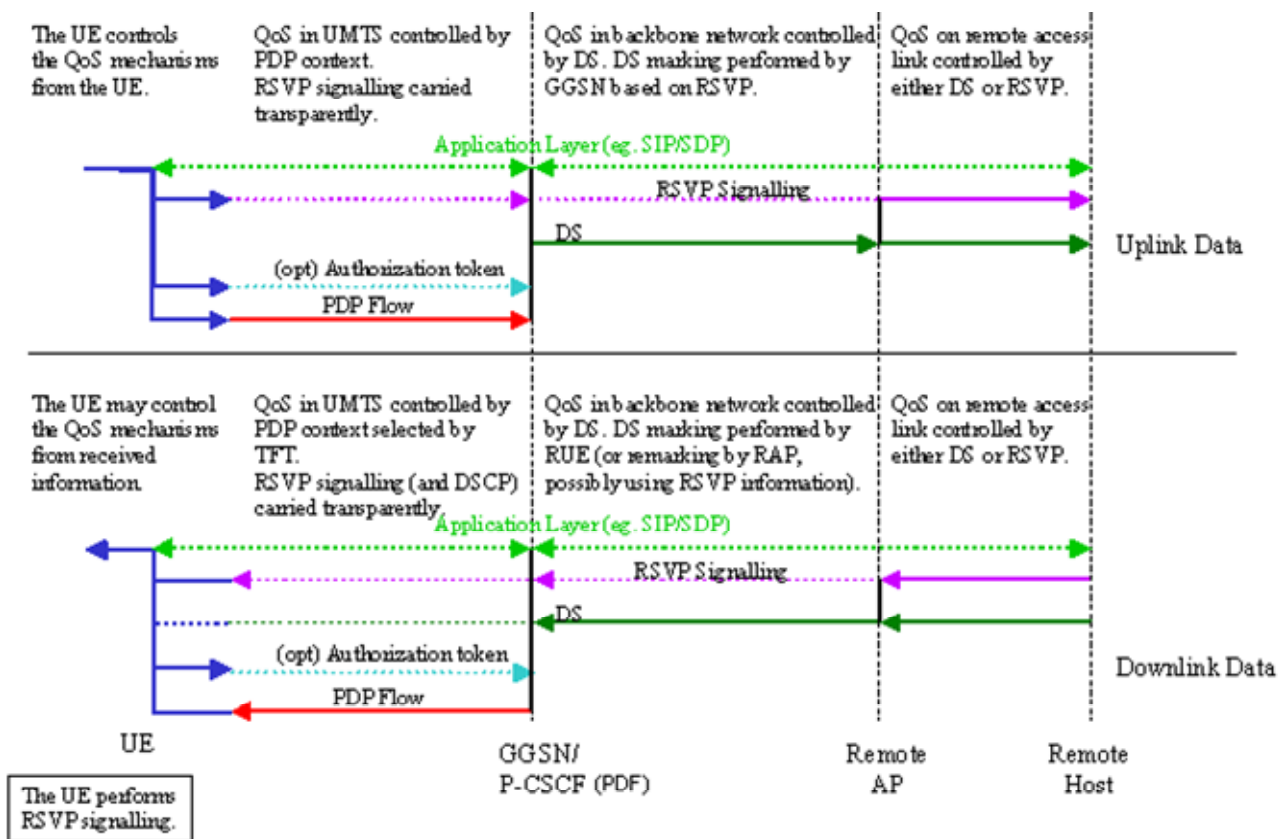 The UE controls
the QoS mechanisms
from the UE.
QoS in UMTS controlled by
PDP context.
RSVP signalling carried
transparently.
QoS in backbone network controlled
by DS. DS marking performed by
GGSN based on RSVP.
QoS on remote access
link controlled by
either DS or RSVP.
Application Layer (eg. SIP/SDP)
RSVP Signalling
DS
Uplink Data
(opt) Authorization token
PDP Flow
The UE may control
the QoS mechanisms
from received
information.
QoS in UMTS controlled by
PDP context selected by
TFT.
RSVP signalling (and DSCP)
carried transparently.
QoS in backbone network controlled
by DS. DS marking performed by
RUE (or remarking by RAP,
possibly using RSVP information).
QoS on remote access
link controlled by
either DS or RSVP.
Application Layer (eg. SIP/SDP)
RSVP Signalling
DS
(opt) Authorization token
Downlink Data
PDP Flow
UE
GGSN/
P-CSCF (PDF)
Remote
AP
Remote
Host
The UE performs
RSVP signalling.